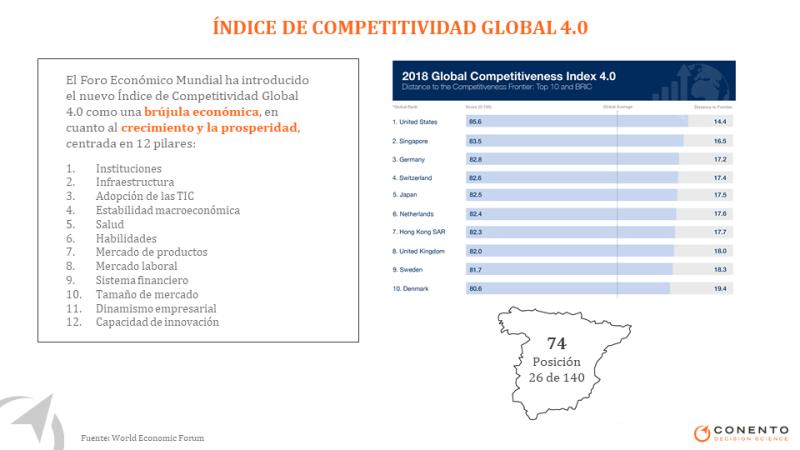 ÍNDICE DE COMPETITIVIDAD GLOBAL 4.0
El Foro Económico Mundial ha introducido
el nuevo Índice de Competitividad Global
4.0 como una brújula económica, en
cuanto al crecimiento y la prosperidad,
centrada en 12 pilares:
1. Instituciones
2. Infraestructura
3. Adopción de las TIC
4. Estabilidad macroeconómica
5. Salud
6. Habilidades
7. Mercado de productos
8. Mercado laboral
9. Sistema financiero
10. Tamaño de mercado
11. Dinamismo empresarial
12. Capacidad de innovación
2018 Global Competitiveness Index 4.0
Distance to the Competitiveness Frontier: Top 10 and BRIC
*Global Rank Score (0-100) Global Average Distance to Frontier
1. United States 85.6 14.4
2. Singapore 83.5 16.5
3. Germany 82.8 17.2
4. Switzerland 82.6 17.4
5. Japan 82.5 17.5
6. Netherlands 82.4 17.6
7. Hong Kong SAR 82.3 17.7
8. United Kingdom 82.0 18.0
9. Sweden 81.7 18.3
10. Denmark 80.6 19.4
74
Posición
26 de 140
Fuente: World Economic Forum
CONENTO
DECISION SCIENCE